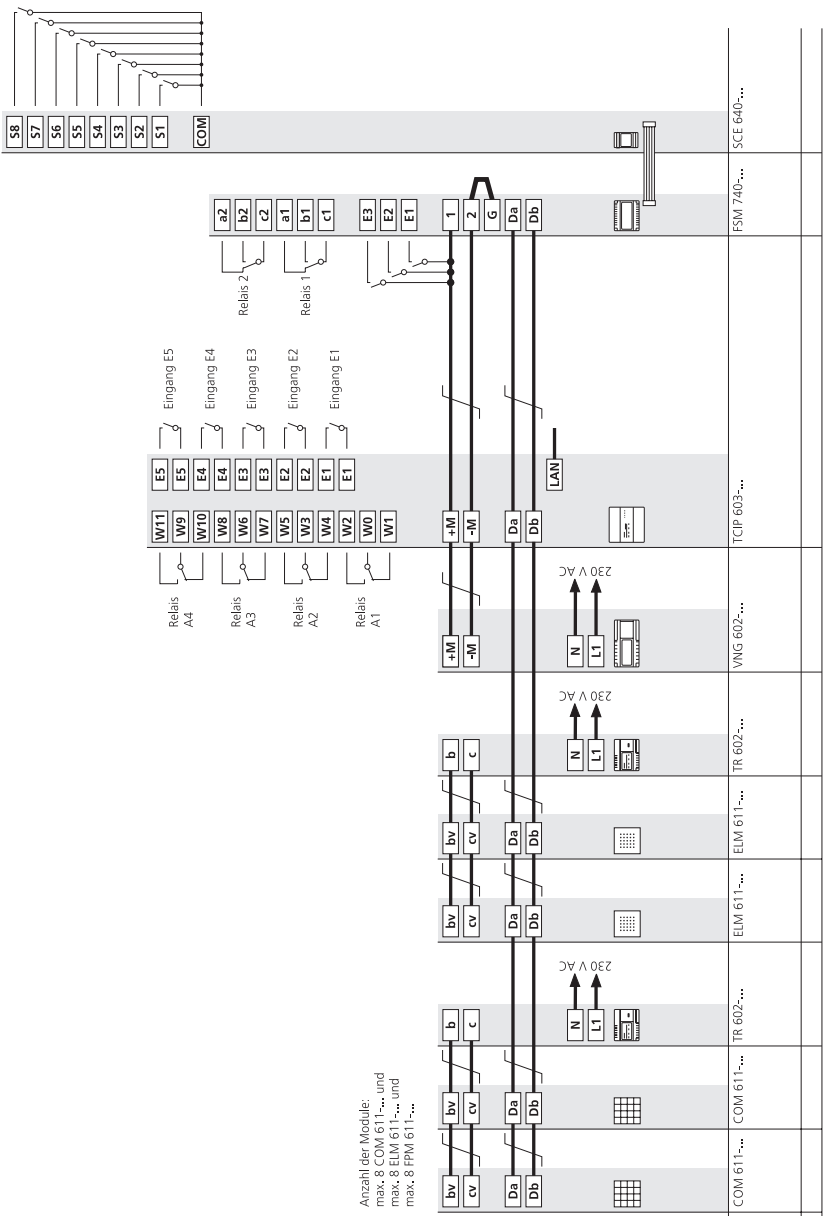 Anzahl der Module:
max. 8 COM 611-... und
max. 8 ELM 611-... und
max. 8 FPM 611-...
bv
cv
Da
Db
COM 611-...
bv
cv
Da
Db
COM 611-...
b
c
N
L1
230 V AC
TR 602-...
bv
cv
Da
Db
ELM 611-...
bv
cv
Da
Db
ELM 611-...
b
c
N
L1
230 V AC
TR 602-...
+M
-M
N
L1
230 V AC
VNG 602-...
Relais
A4
Relais
A3
Relais
A2
Relais
A1
W11
W9
W10
W8
W6
W7
W5
W3
W4
W2
W0
W1
+M
-M
Da
Db
E5
E5
E4
E4
E3
E3
E2
E2
E1
E1
LAN
Eingang E5
Eingang E4
Eingang E3
Eingang E2
Eingang E1
TCIP 603-...
Relais 2
Relais 1
a2
b2
c2
a1
b1
c1
E3
E2
E1
1
2
G
Da
Db
FSM 740-...
S8
S7
S6
S5
S4
S3
S2
S1
COM
SCE 640-...